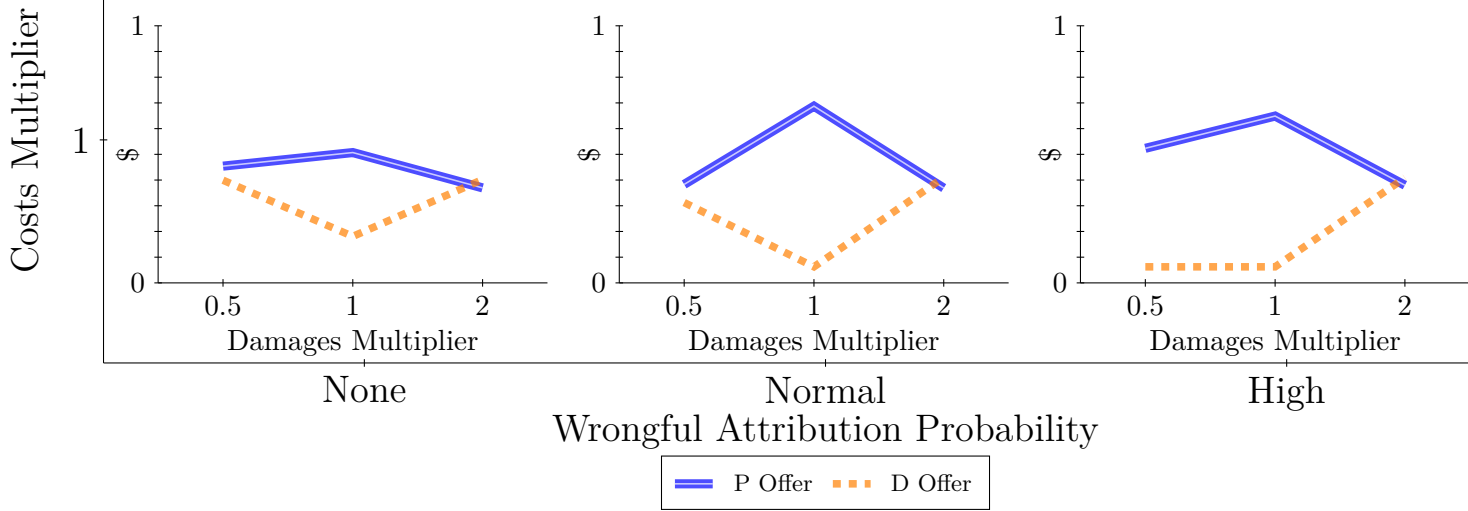 Costs Multiplier
1
1
$
0
0.5 1 2
Damages Multiplier
1
$
0
0.5 1 2
Damages Multiplier
1
$
0
0.5 1 2
Damages Multiplier
None Normal High
Wrongful Attribution Probability
P Offer D Offer